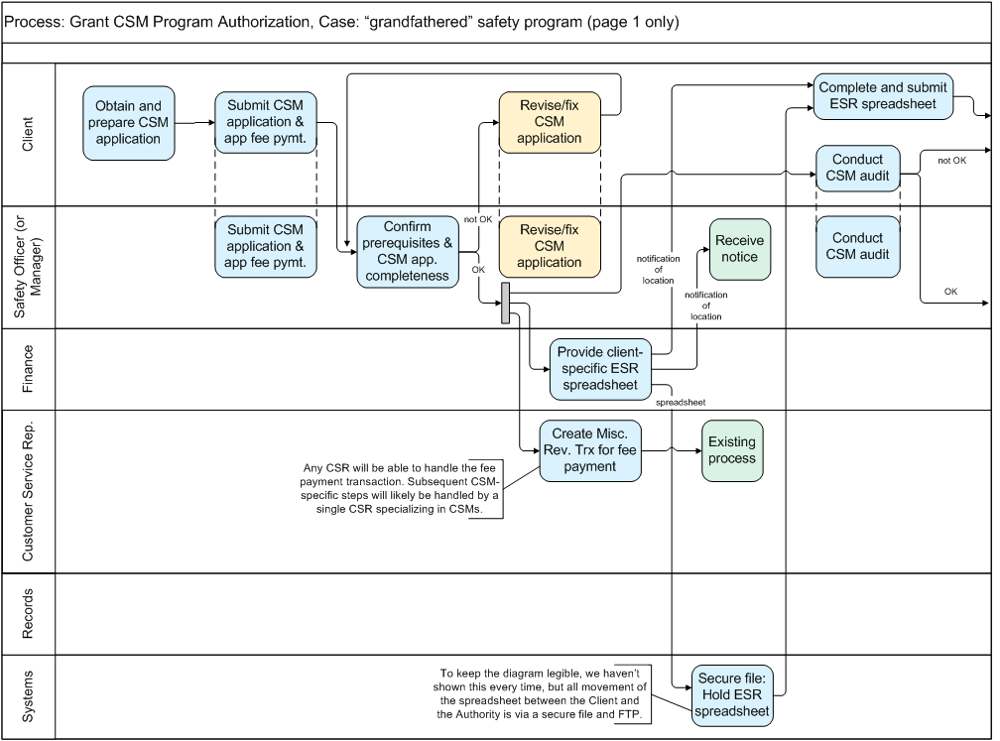 Process: Grant CSM Program Authorization, Case: “grandfathered” safety program (page 1 only)
Client
Obtain and
prepare CSM
application
Submit CSM
application &
app fee pymt.
Revise/fix
CSM
application
Complete and submit
ESR spreadsheet
Conduct
CSM audit
not OK
Safety Officer (or
Manager)
Submit CSM
application &
app fee pymt.
Confirm
prerequisites &
CSM app.
completeness
not OK
OK
Revise/fix
CSM
application
notification
of
location
Receive
notice
notification
of
location
Conduct
CSM audit
OK
Finance
Provide client-
specific ESR
spreadsheet
spreadsheet
Customer Service Rep.
Create Misc.
Rev. Trx for fee
payment
Existing
process
Any CSR will be able to handle the fee
payment transaction. Subsequent CSM-
specific steps will likely be handled by a
single CSR specializing in CSMs.
Records
Systems
To keep the diagram legible, we haven’t
shown this every time, but all movement of
the spreadsheet between the Client and
the Authority is via a secure file and FTP.
Secure file:
Hold ESR
spreadsheet